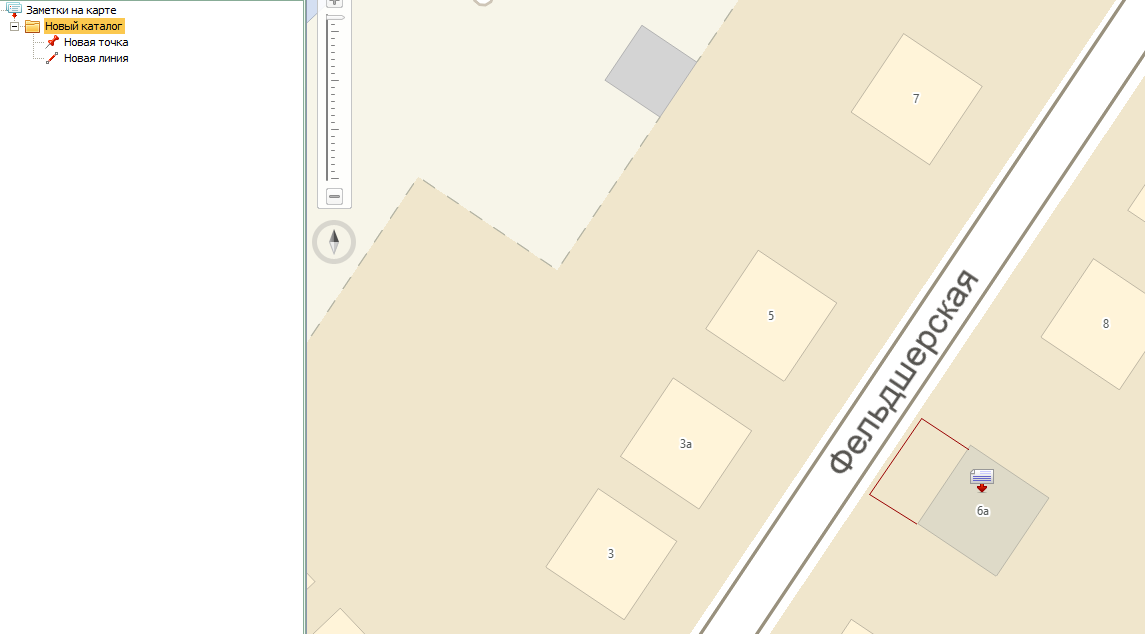 Заметки на карте
Новый каталог
Новая точка
Новая линия
7
5
8
Фельдшерская
3а
6а
3